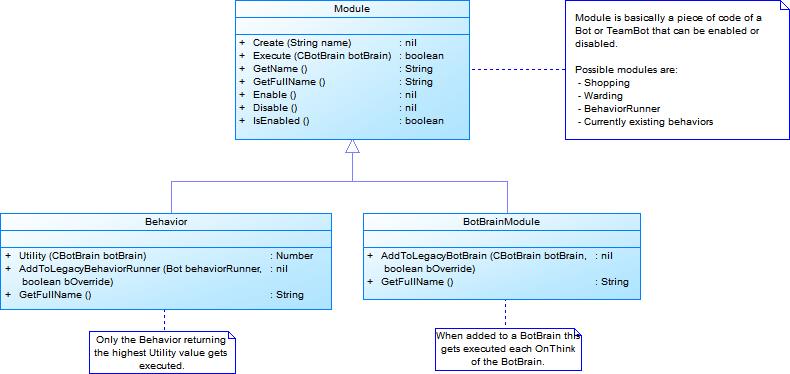 Module
+ Create (String name) : nil
+ Execute (CBotBrain botBrain) : boolean
+ GetName () : String
+ GetFullName () : String
+ Enable () : nil
+ Disable () : nil
+ IsEnabled () : boolean
Module is basically a piece of code of a
Bot or TeamBot that can be enabled or
disabled.
Possible modules are:
- Shopping
- Warding
- BehaviorRunner
- Currently existing behaviors
Behavior
+ Utility (CBotBrain botBrain) : Number
+ AddToLegacyBehaviorRunner (Bot behaviorRunner, : nil
boolean bOverride)
+ GetFullName () : String
BotBrainModule
+ AddToLegacyBotBrain (CBotBrain botBrain, : nil
boolean bOverride)
+ GetFullName () : String
Only the Behavior returning
the highest Utility value gets
executed.
When added to a BotBrain this
gets executed each OnThink
of the BotBrain.